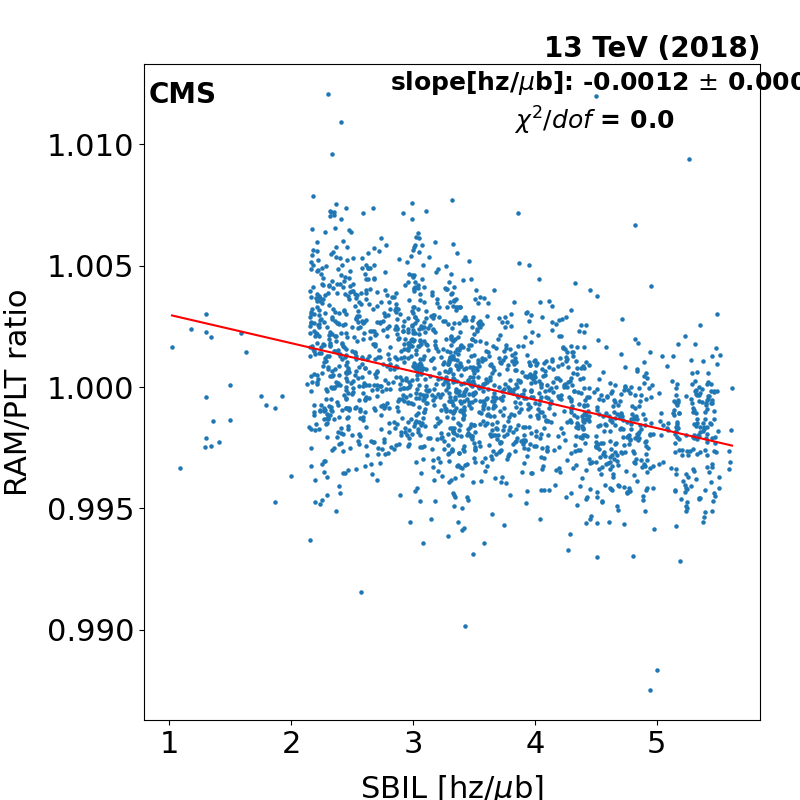 13 TeV (2018)
CMS
slope[hz/μb]: -0.0012 ± 0.000
χ²/dof = 0.0
1.010
1.005
1.000
0.995
0.990
RAM/PLT ratio
1 2 3 4 5
SBIL [hz/μb]